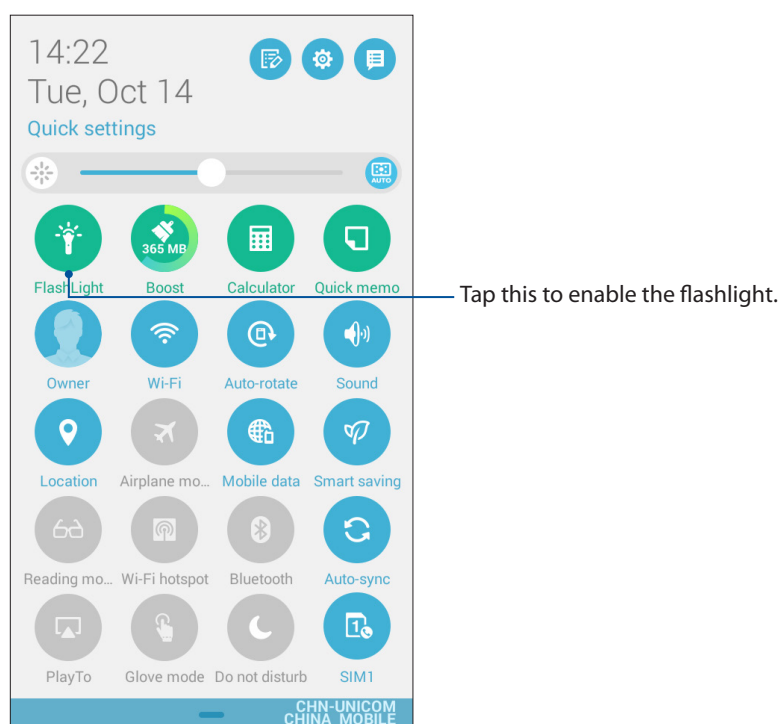 14:22
Tue, Oct 14
Quick settings
AUTO
365 MB
FlashLight Boost Calculator Quick memo
Tap this to enable the flashlight.
Owner Wi-Fi Auto-rotate Sound
Location Airplane mo... Mobile data Smart saving
Reading mo... Wi-Fi hotspot Bluetooth Auto-sync
1
PlayTo Glove mode Do not disturb SIM1
CHN-UNICOM
CHINA MOBILE